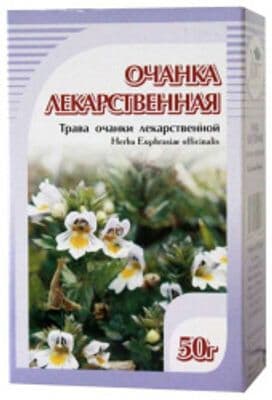 ОЧАНКА
ЛЕКАРСТВЕННАЯ
Трава очанки лекарственной
Herba Euphrasiae officinalis
50г